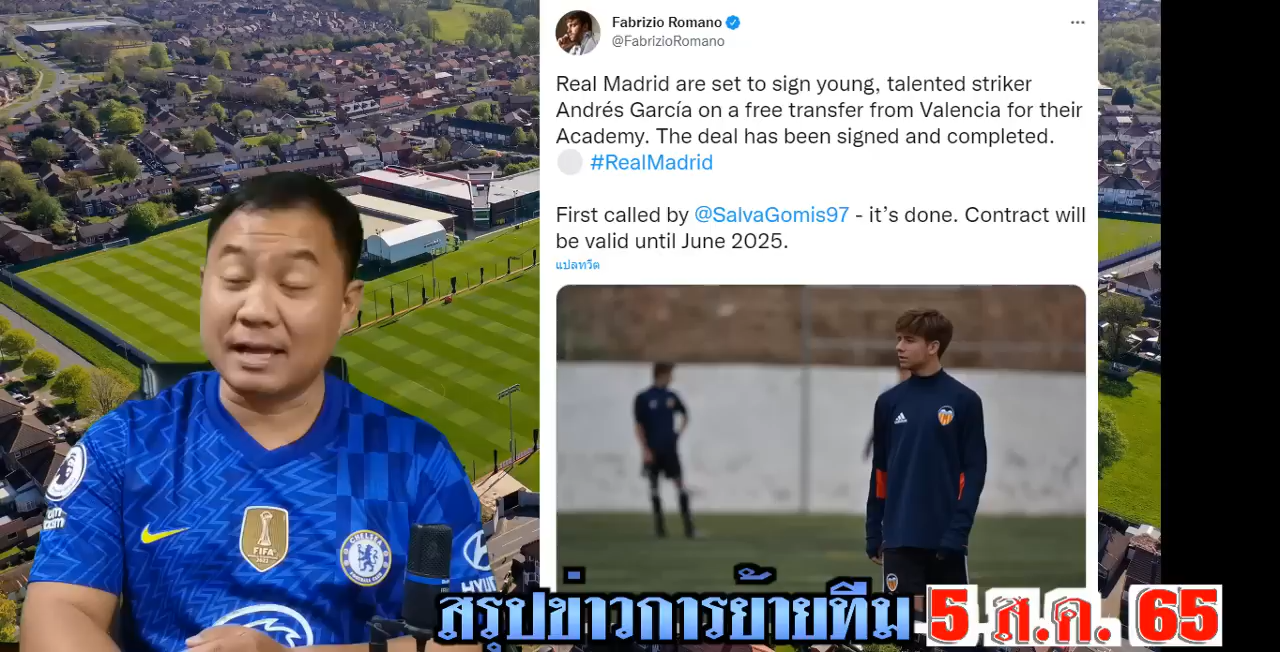 Fabrizio Romano
@FabrizioRomano
Real Madrid are set to sign young, talented striker
Andrés García on a free transfer from Valencia for their
Academy. The deal has been signed and completed.
#RealMadrid
First called by @SalvaGomis97 - it’s done. Contract will
be valid until June 2025.
แปลทวีต
FIFA
CHELSEA
HYUN
สรุปข่าวการย้ายทีม 5 ส.ค. 65